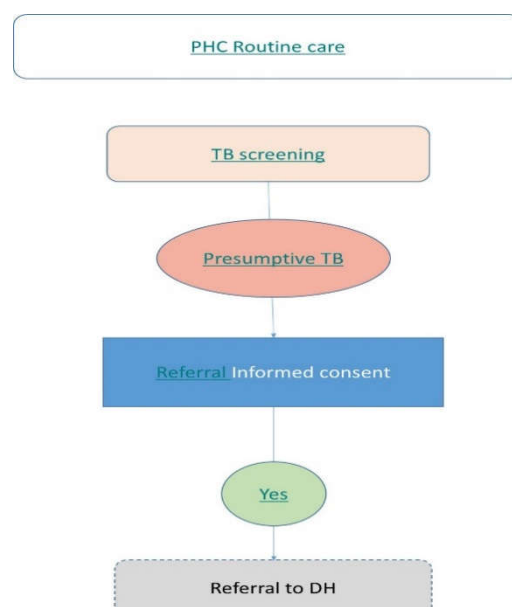 PHC Routine care
TB screening
Presumptive TB
Referral Informed consent
Yes
Referral to DH